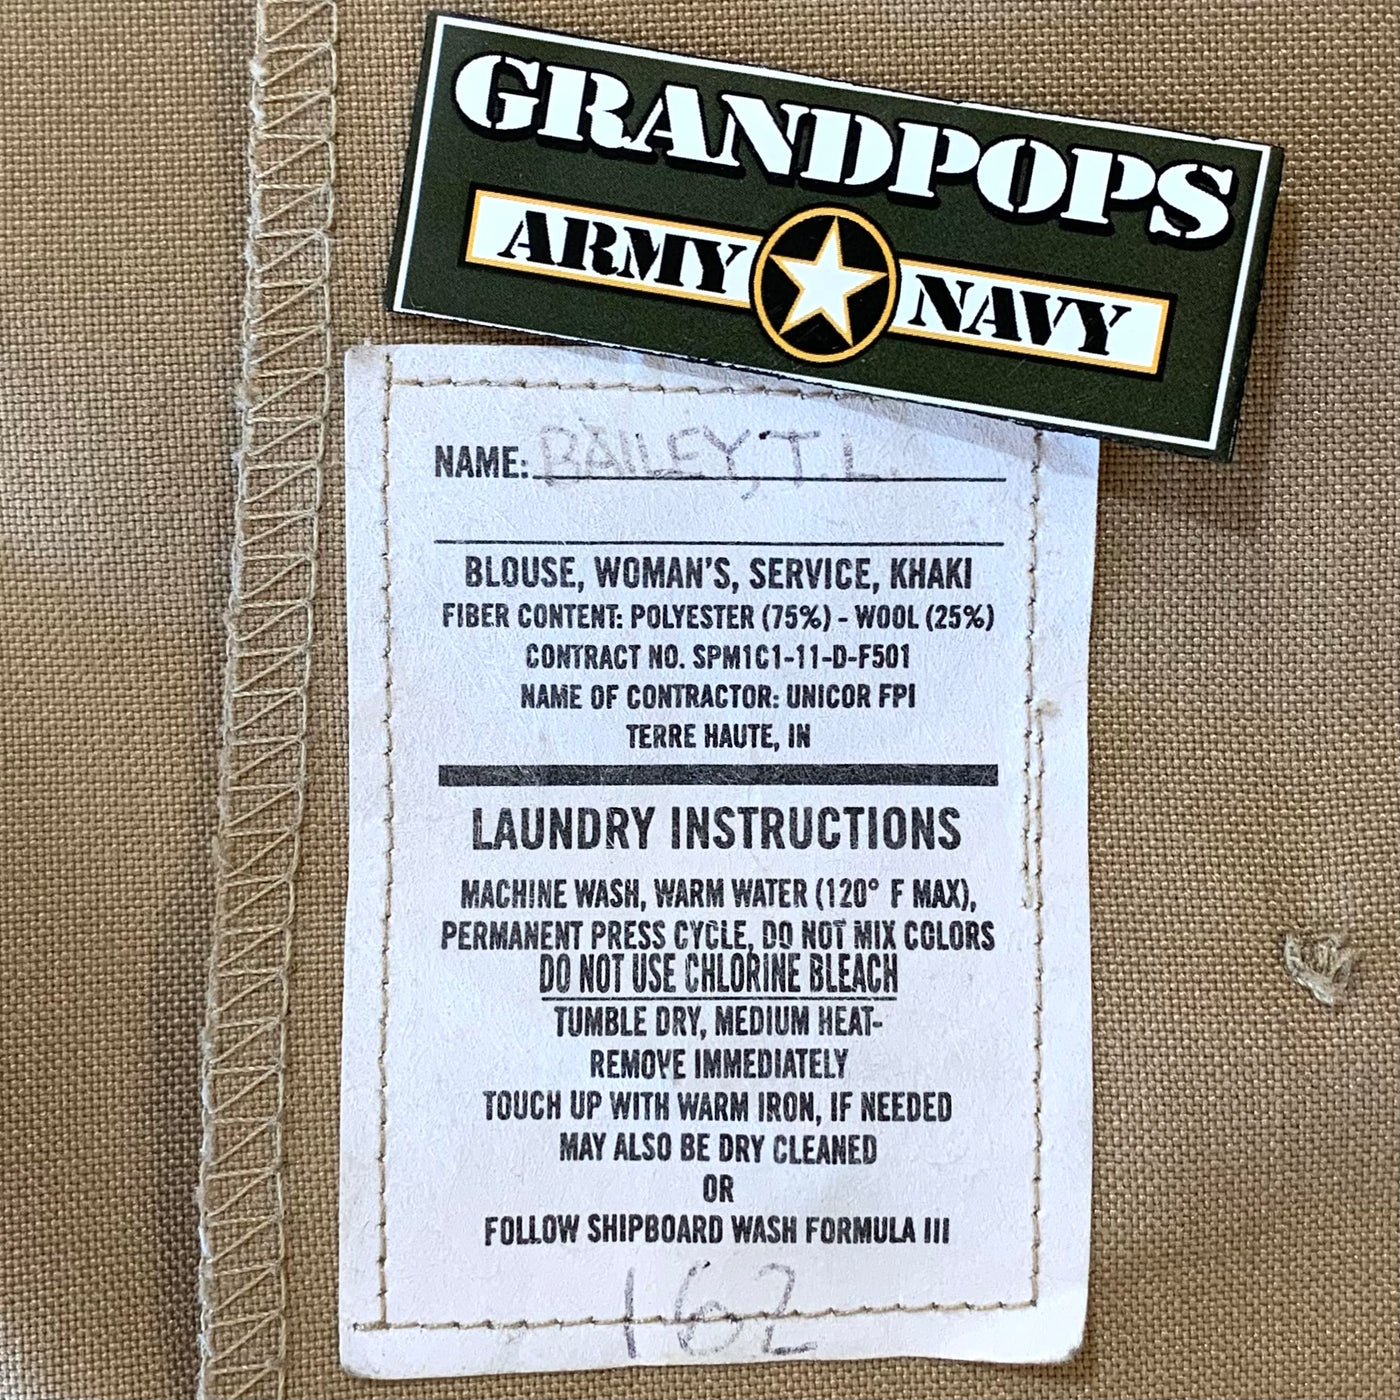 GRANDPOPS
ARMY NAVY
NAME: BAILEY, T. L.
BLOUSE, WOMAN'S, SERVICE, KHAKI
FIBER CONTENT: POLYESTER (75%) - WOOL (25%)
CONTRACT NO. SPM1C1-11-D-F501
NAME OF CONTRACTOR: UNICOR FPI
TERRE HAUTE, IN
LAUNDRY INSTRUCTIONS
MACHINE WASH, WARM WATER (120° F MAX),
PERMANENT PRESS CYCLE, DO NOT MIX COLORS
DO NOT USE CHLORINE BLEACH
TUMBLE DRY, MEDIUM HEAT-
REMOVE IMMEDIATELY
TOUCH UP WITH WARM IRON, IF NEEDED
MAY ALSO BE DRY CLEANED
OR
FOLLOW SHIPBOARD WASH FORMULA III
162